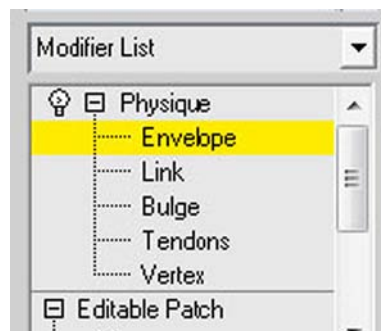 Modifier List
Physique
Envelope
Link
Bulge
Tendons
Vertex
Editable Patch